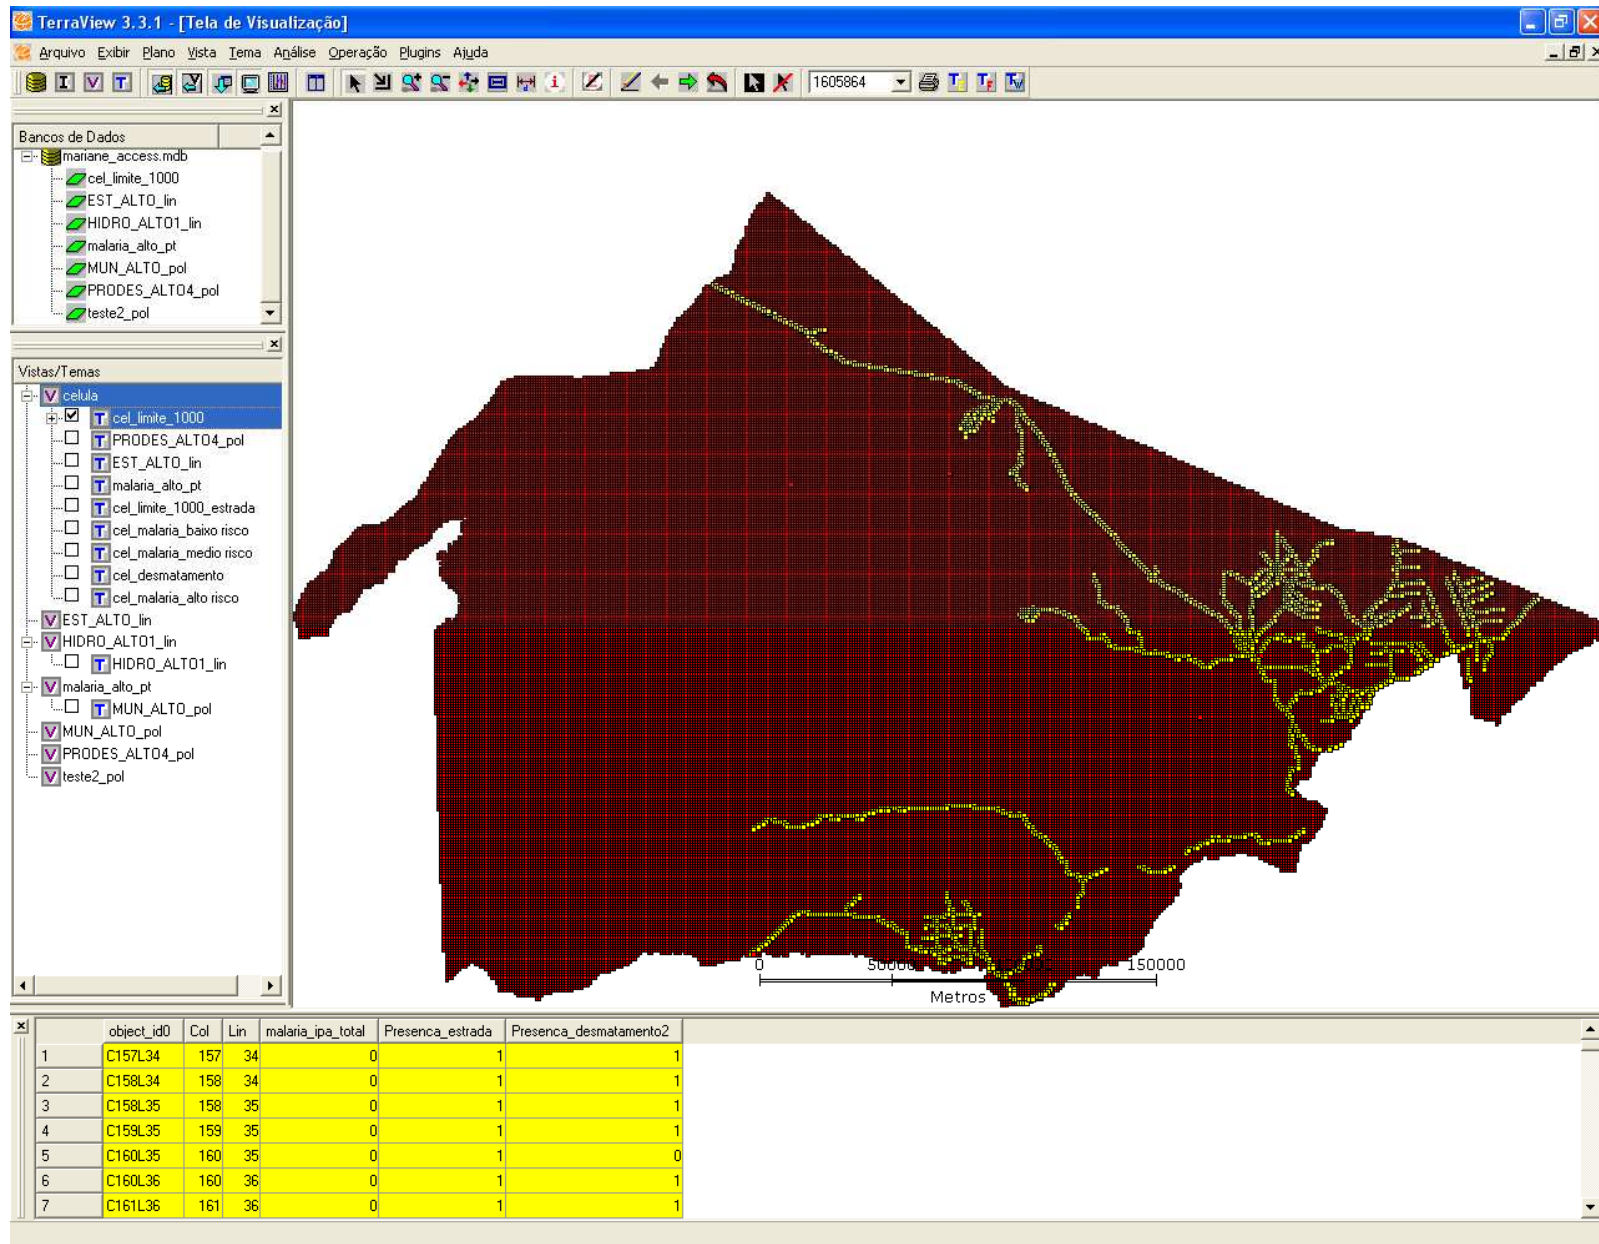 TerraView 3.3.1 - [Tela de Visualização]
Arquivo Exibir Plano Vista Tema Análise Operação Plugins Ajuda
I V T 1605864 T TF TW
Bancos de Dados
mariane_access.mdb
cel_limite_1000
EST_ALTO_lin
HIDRO_ALTO1_lin
malaria_alto_pt
MUN_ALTO_pol
PRODES_ALTO4_pol
teste2_pol
Vistas/Temas
V celula
T cel_limite_1000
T PRODES_ALTO4_pol
T EST_ALTO_lin
T malaria_alto_pt
T cel_limite_1000_estrada
T cel_malaria_baixo risco
T cel_malaria_medio risco
T cel_desmatamento
T cel_malaria_alto risco
V EST_ALTO_lin
V HIDRO_ALTO1_lin
T HIDRO_ALTO1_lin
V malaria_alto_pt
T MUN_ALTO_pol
V MUN_ALTO_pol
V PRODES_ALTO4_pol
V teste2_pol
0 50000 150000
Metros
object_id0 Col Lin malaria_ipa_total Presenca_estrada Presenca_desmatamento2
1 C157L34 157 34 0 1 1
2 C158L34 158 34 0 1 1
3 C158L35 158 35 0 1 1
4 C159L35 159 35 0 1 1
5 C160L35 160 35 0 1 0
6 C160L36 160 36 0 1 1
7 C161L36 161 36 0 1 1